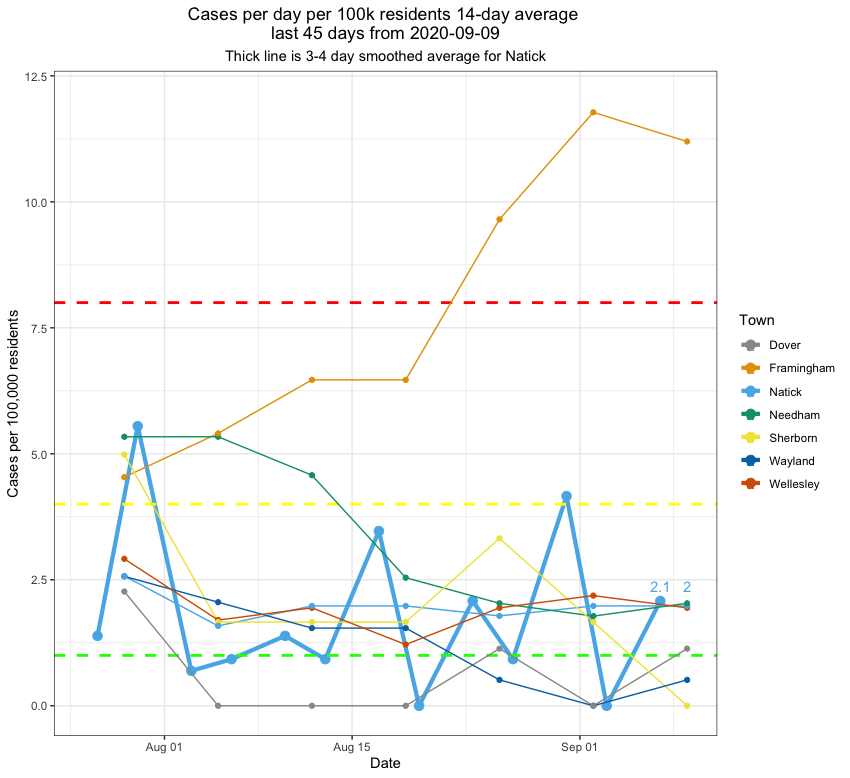 Cases per day per 100k residents 14-day average
last 45 days from 2020-09-09
Thick line is 3-4 day smoothed average for Natick
Cases per 100,000 residents
12.5
10.0
7.5
5.0
2.5
0.0
2.1 2
Aug 01 Aug 15 Sep 01
Date
Town
Dover
Framingham
Natick
Needham
Sherborn
Wayland
Wellesley